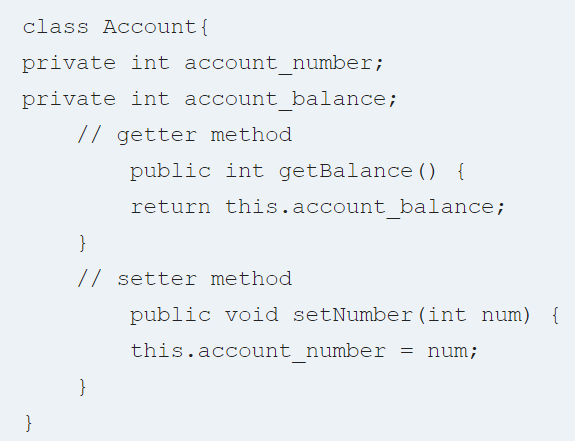 class Account{
private int account_number;
private int account_balance;
    // getter method
        public int getBalance() {
        return this.account_balance;
    }
    // setter method
        public void setNumber(int num) {
        this.account_number = num;
    }
}